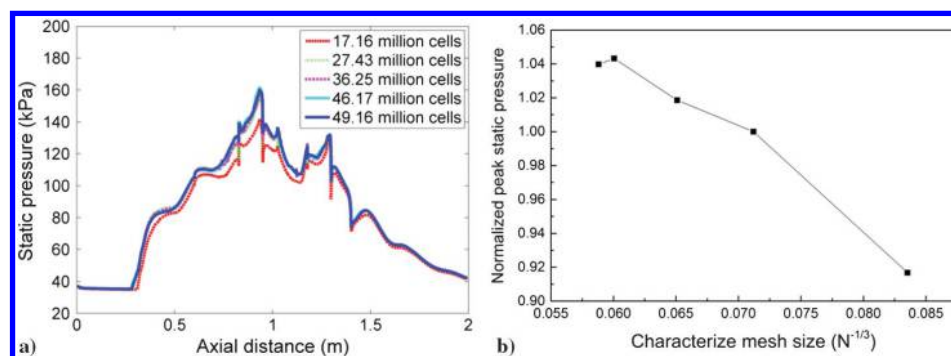 220
200
180
160
140
120
100
80
60
40
20
0
0.5
1
1.5
2
Static pressure (kPa)
Axial distance (m)
17.16 million cells
27.43 million cells
36.25 million cells
46.17 million cells
49.16 million cells
a)
1.06
1.04
1.02
1.00
0.98
0.96
0.94
0.92
0.90
0.055
0.060
0.065
0.070
0.075
0.080
0.085
Normalized peak static pressure
Characterize mesh size (N^-1/3)
b)